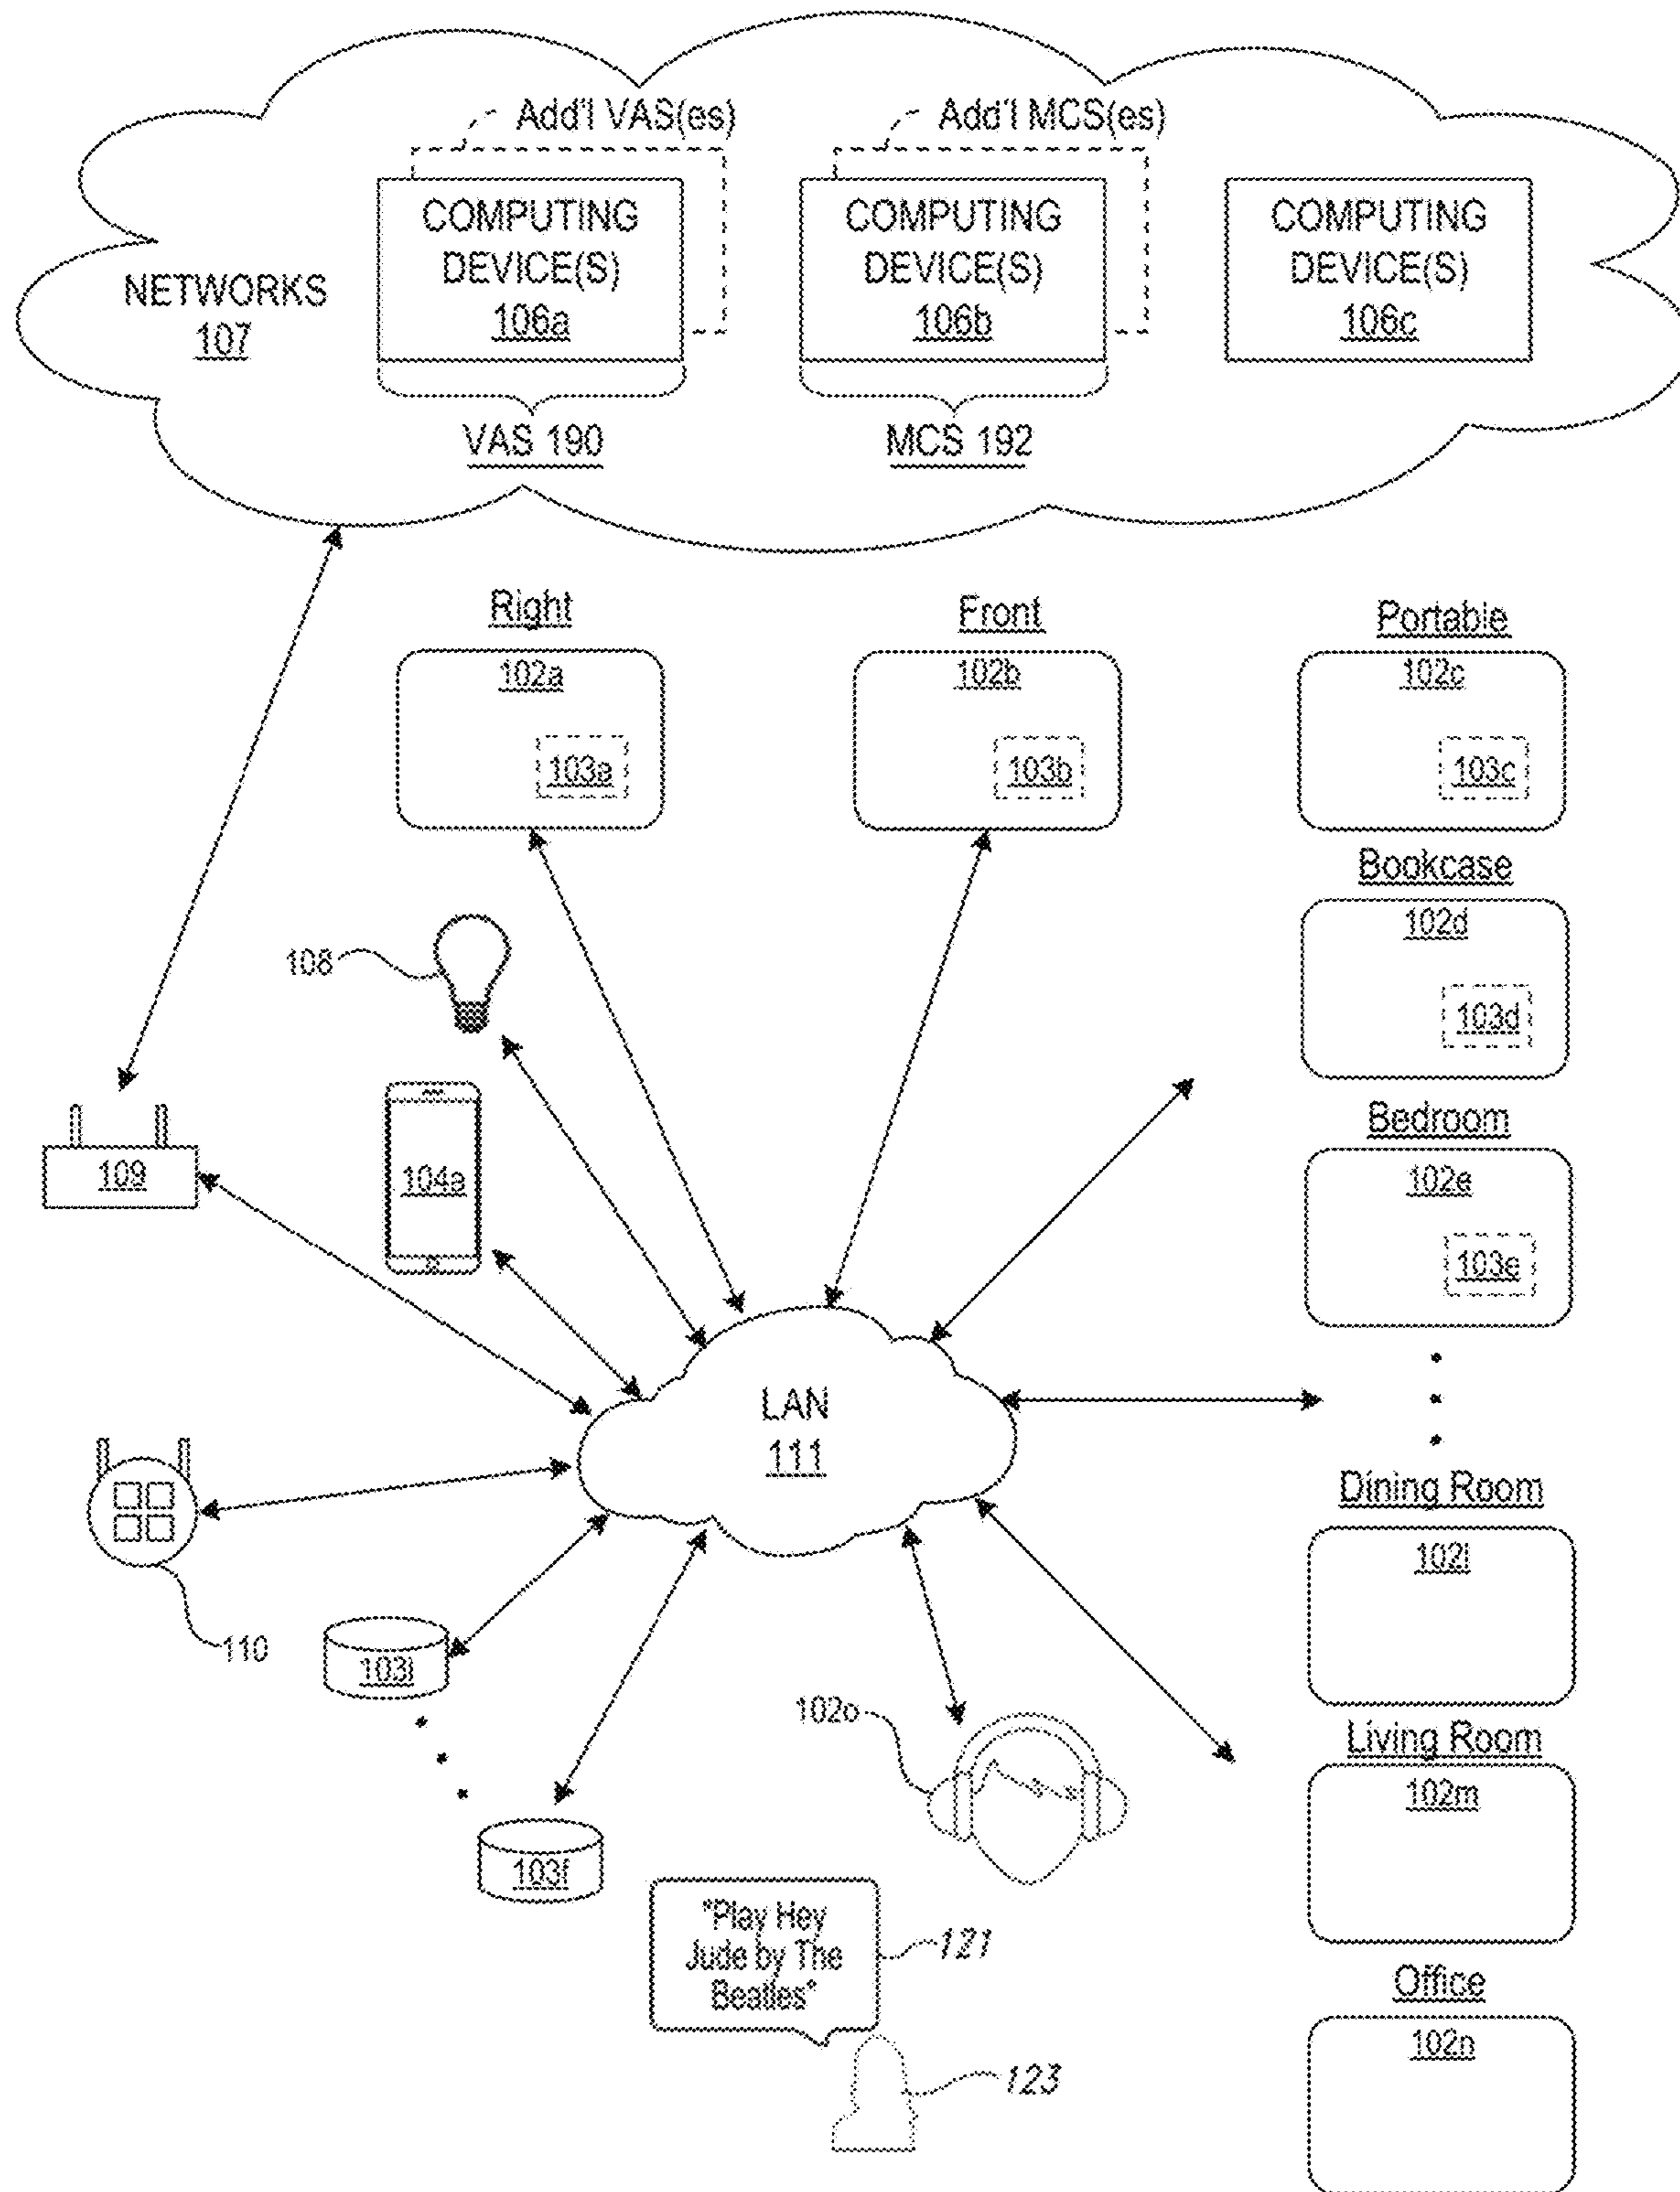 Add'l VAS(es)
Add'l MCS(es)
COMPUTING
DEVICE(S)
106a
COMPUTING
DEVICE(S)
106b
COMPUTING
DEVICE(S)
106c
NETWORKS
107
VAS 190
MCS 192
Right
102a
103a
Front
102b
103b
Portable
102c
103c
Bookcase
102d
103d
108
Bedroom
102e
103e
104a
109
LAN
111
Dining Room
102l
110
103i
102o
Living Room
102m
103f
"Play Hey
Jude by The
Beatles"
121
Office
102n
123